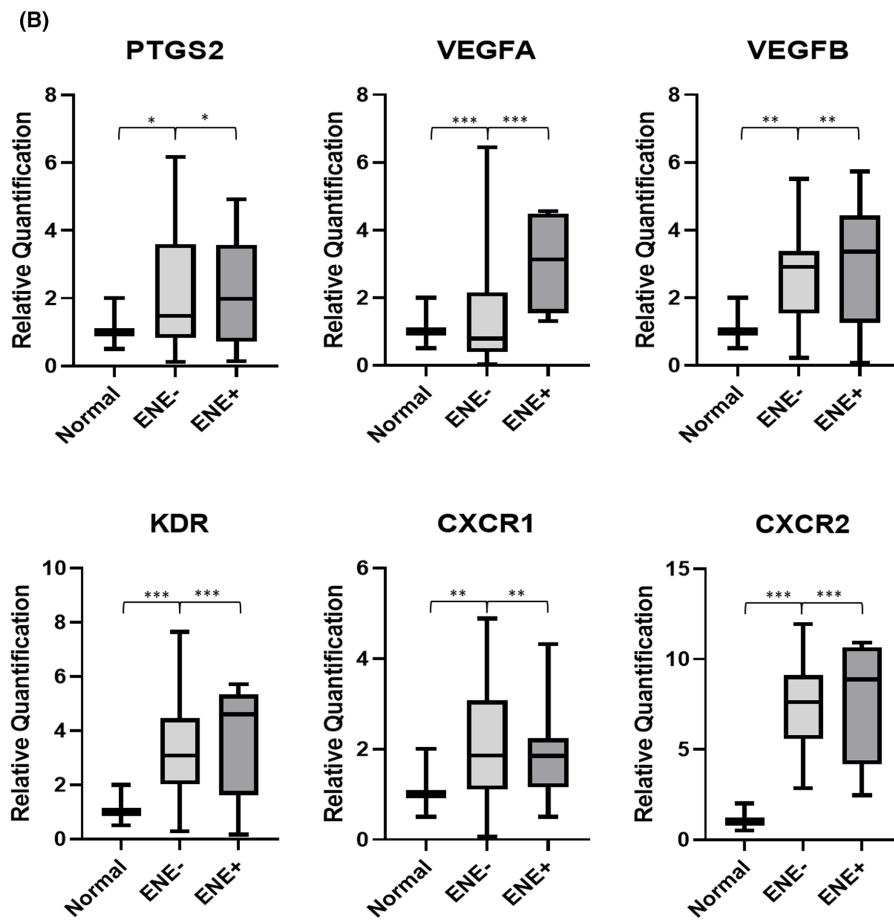 (B)
PTGS2
VEGFA
VEGFB
Relative Quantification
8
6
4
2
0
* *
Normal
ENE-
ENE+
Relative Quantification
8
6
4
2
0
*** ***
Normal
ENE-
ENE+
Relative Quantification
8
6
4
2
0
** **
Normal
ENE-
ENE+
KDR
CXCR1
CXCR2
Relative Quantification
10
8
6
4
2
0
*** ***
Normal
ENE-
ENE+
Relative Quantification
6
4
2
0
** **
Normal
ENE-
ENE+
Relative Quantification
15
10
5
0
*** ***
Normal
ENE-
ENE+